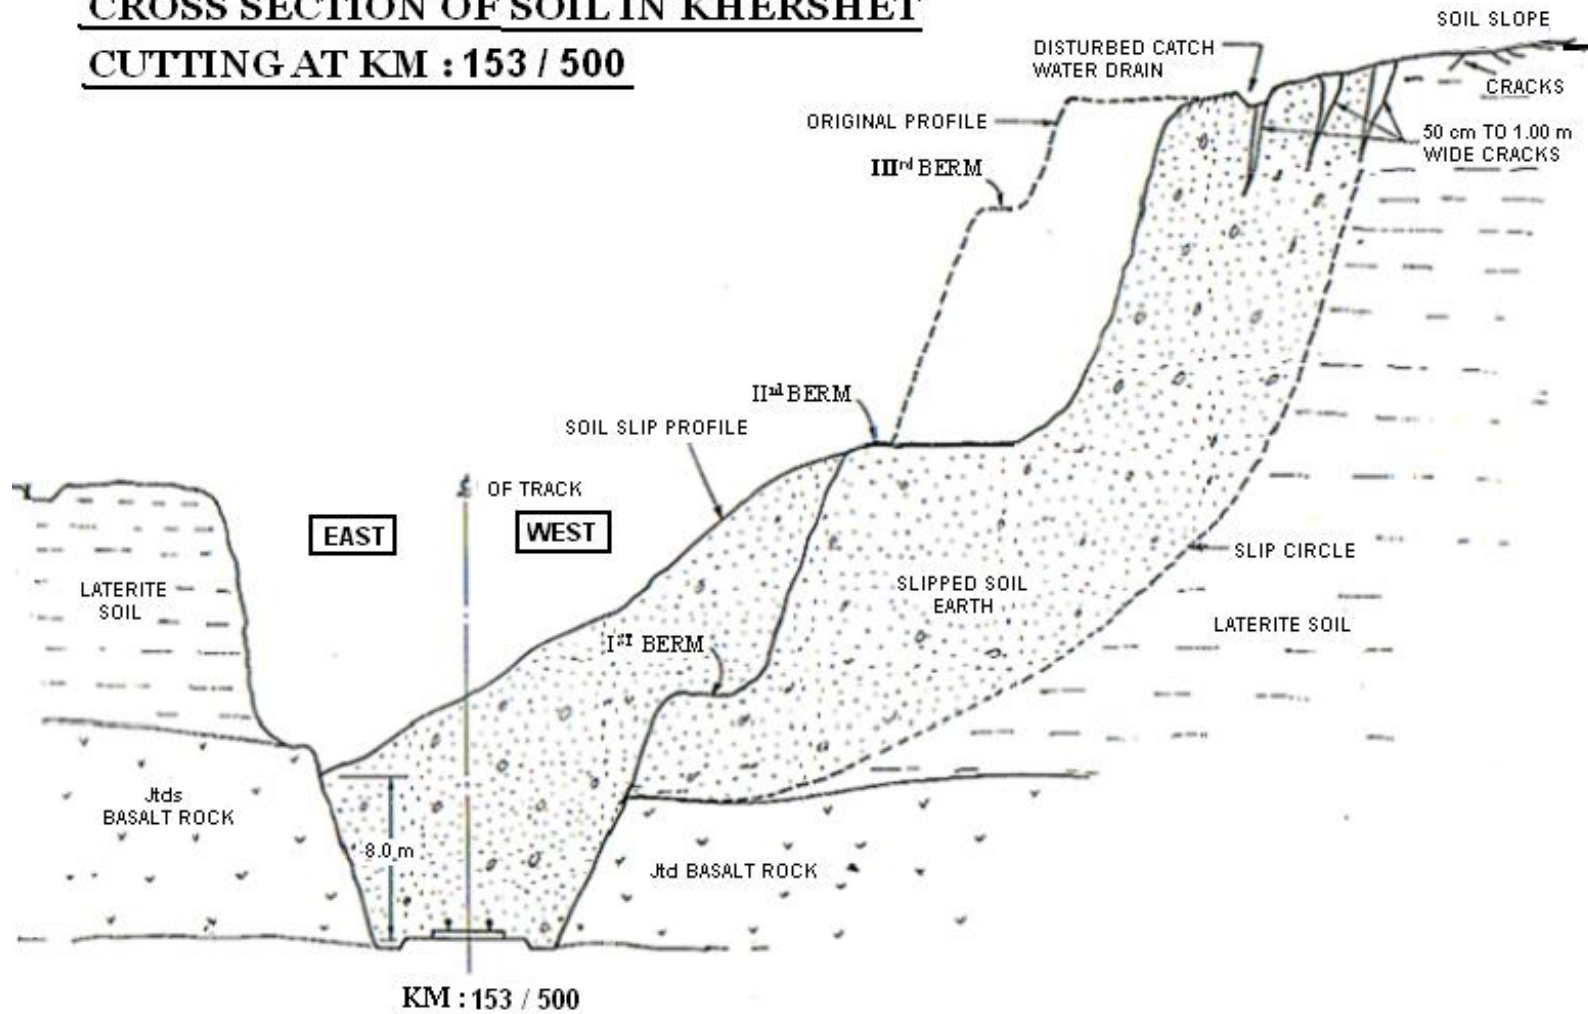 CROSS SECTION OF SOIL IN KHERSHET
CUTTING AT KM : 153 / 500
SOIL SLOPE
DISTURBED CATCH
WATER DRAIN
CRACKS
ORIGINAL PROFILE
50 cm TO 1.00 m
WIDE CRACKS
IIIrd BERM
IInd BERM
SOIL SLIP PROFILE
℄ OF TRACK
EAST
WEST
SLIP CIRCLE
LATERITE
SOIL
SLIPPED SOIL
EARTH
LATERITE SOIL
IST BERM
Jtds
BASALT ROCK
8.0 m
Jtd BASALT ROCK
KM : 153 / 500